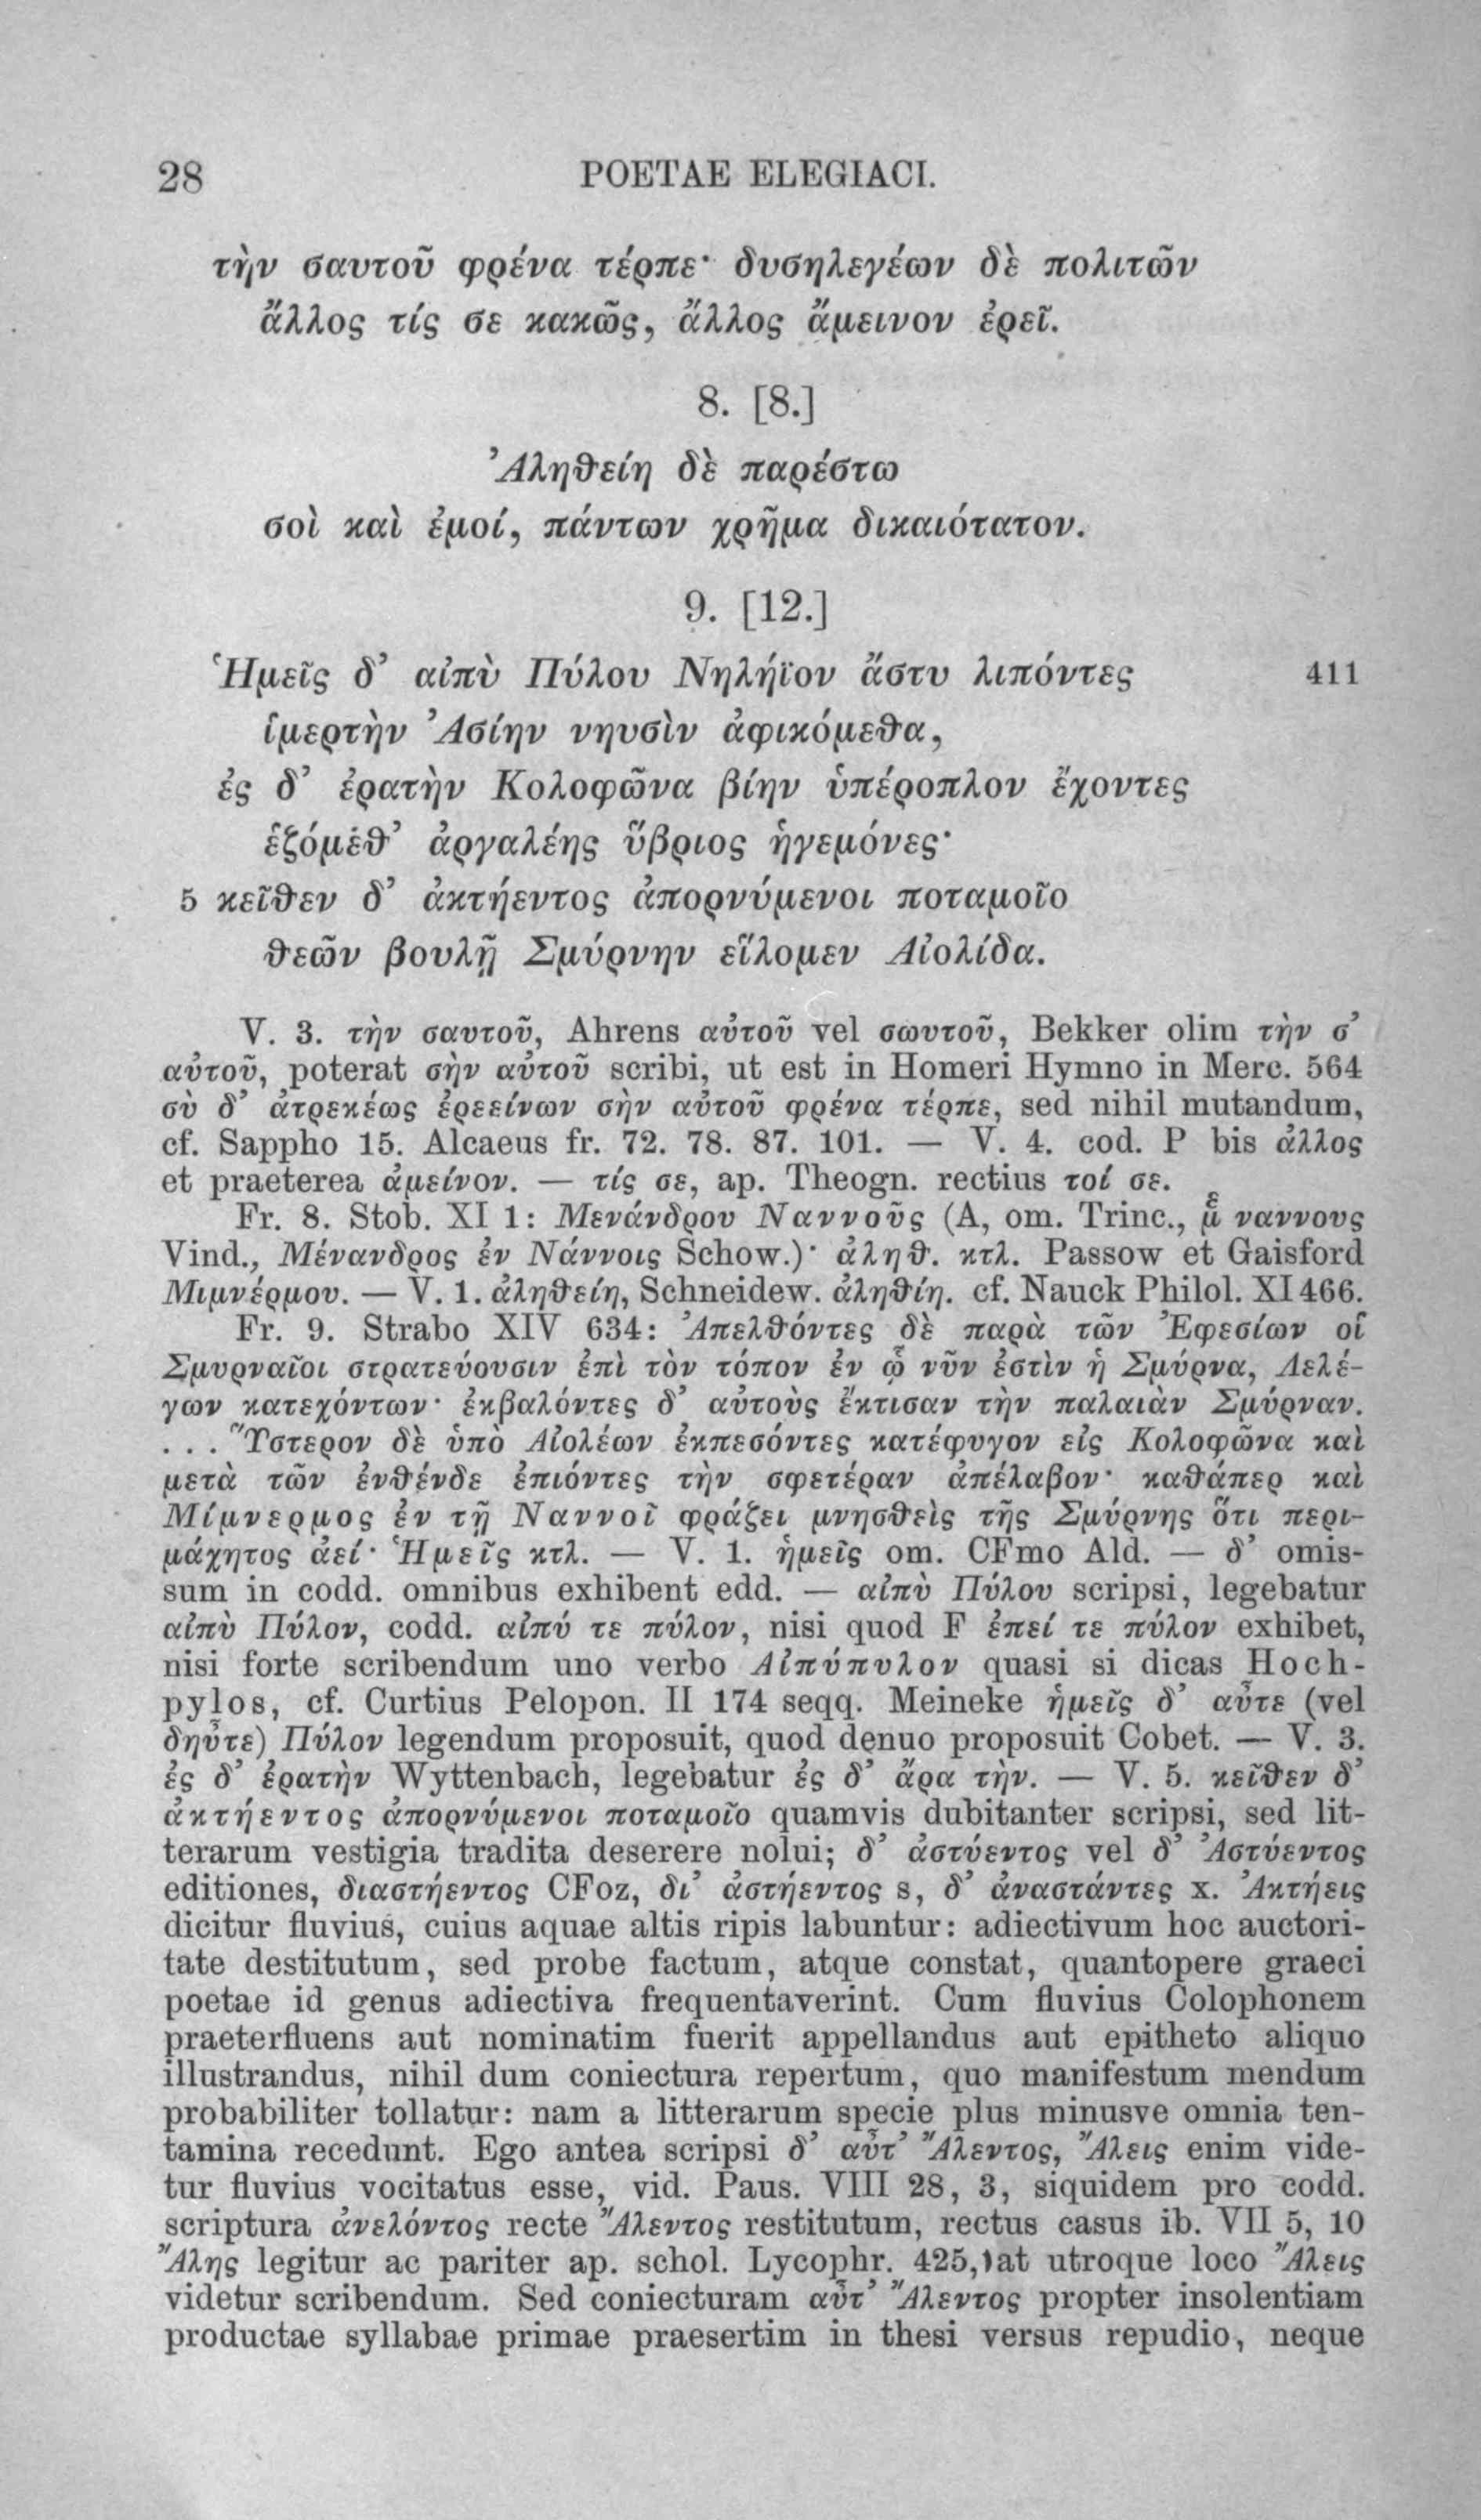 28 POETAE ELEGIACI.
τὴν σαυτοῦ φρένα τέρπε· δυσηλεγέων δὲ πολιτῶν
ἄλλος τίς σε κακῶς, ἄλλος ἄμεινον ἐρεῖ.
8. [8.]
Ἀληθείη δὲ παρέστω
σοὶ καὶ ἐμοί, πάντων χρῆμα δικαιότατον.
9. [12.]
Ἡμεῖς δ’ αἰπὺ Πύλου Νηλήϊον ἄστυ λιπόντες 411
ἱμερτὴν Ἀσίην νηυσὶν ἀφικόμεθα,
ἐς δ’ ἐρατὴν Κολοφῶνα βίην ὑπέροπλον ἔχοντες
ἑζόμεθ’ ἀργαλέης ὕβριος ἡγεμόνες·
5 κεῖθεν δ’ ἀκτήεντος ἀπορνύμενοι ποταμοῖο
θεῶν βουλῇ Σμύρνην εἵλομεν Αἰολίδα.
V. 3. τὴν σαυτοῦ, Ahrens αὐτοῦ vel σωυτοῦ, Bekker olim τὴν σ’
αὐτοῦ, poterat σὴν αὐτοῦ scribi, ut est in Homeri Hymno in Merc. 564
σὺ δ’ ἀτρεκέως ἐρεείνων σὴν αὐτοῦ φρένα τέρπε, sed nihil mutandum,
cf. Sappho 15. Alcaeus fr. 72. 78. 87. 101. — V. 4. cod. P bis ἀλλος
et praeterea ἀμείνον. — τίς σε, ap. Theogn. rectius τοί σε.
Fr. 8. Stob. XI 1: Μενάνδρου Ναννοῦς (A, om. Trinc., ναννους
Vind., Μένανδρος ἐν Νάννοις Schow.)· ἀληθ. κτλ. Passow et Gaisford
Μιμνέρμου. — V. 1. ἀληθείη, Schneidew. ἀληθίη. cf. Nauck Philol. XI 466.
Fr. 9. Strabo XIV 634: Ἀπελθόντες δὲ παρὰ τῶν Ἐφεσίων οἱ
Σμυρναῖοι στρατεύουσιν ἐπὶ τὸν τόπον ἐν ᾧ νῦν ἐστὶν ἡ Σμύρνα, Λελέ-
γων κατεχόντων· ἐκβαλόντες δ’ αὐτοὺς ἔκτισαν τὴν παλαιὰν Σμύρναν.
... Ὕστερον δὲ ὑπὸ Αἰολέων ἐκπεσόντες κατέφυγον εἰς Κολοφῶνα καὶ
μετὰ τῶν ἐνθένδε ἐπιόντες τὴν σφετέραν ἀπέλαβον· καθάπερ καὶ
Μίμνερμος ἐν τῇ Ναννοῖ φράζει μνησθεὶς τῆς Σμύρνης ὅτι περι-
μάχητος ἀεί· Ἡμεῖς κτλ. — V. 1. ἡμεῖς om. CFmo Ald. — δ’ omis-
sum in codd. omnibus exhibent edd. — αἰπὺ Πύλου scripsi, legebatur
αἰπὺ Πύλον, codd. αἰπύ τε πύλον, nisi quod F ἐπεί τε πύλον exhibet,
nisi forte scribendum uno verbo Αἰπύπυλον quasi si dicas Hoch-
pylos, cf. Curtius Pelopon. II 174 seqq. Meineke ἡμεῖς δ’ αὖτε (vel
δηὖτε) Πύλον legendum proposuit, quod denuo proposuit Cobet. — V. 3.
ἐς δ’ ἐρατὴν Wyttenbach, legebatur ἐς δ’ ἄρα τὴν. — V. 5. κεῖθεν δ’
ἀκτήεντος ἀπορνύμενοι ποταμοῖο quamvis dubitanter scripsi, sed lit-
terarum vestigia tradita deserere nolui; δ’ ἀστύεντος vel δ’ Ἀστύεντος
editiones, διαστήεντος CFoz, δι’ ἀστήεντος s, δ’ ἀναστάντες x. Ἀκτήεις
dicitur fluvius, cuius aquae altis ripis labuntur: adiectivum hoc auctori-
tate destitutum, sed probe factum, atque constat, quantopere graeci
poetae id genus adiectiva frequentaverint. Cum fluvius Colophonem
praeterfluens aut nominatim fuerit appellandus aut epitheto aliquo
illustrandus, nihil dum coniectura repertum, quo manifestum mendum
probabiliter tollatur: nam a litterarum specie plus minusve omnia ten-
tamina recedunt. Ego antea scripsi δ’ αὖτ’ Ἄλεντος, Ἄλεις enim vide-
tur fluvius vocitatus esse, vid. Paus. VIII 28, 3, siquidem pro codd.
scriptura ἀνελόντος recte Ἄλεντος restitutum, rectus casus ib. VII 5, 10
Ἄλης legitur ac pariter ap. schol. Lycophr. 425, at utroque loco Ἄλεις
videtur scribendum. Sed coniecturam αὖτ’ Ἄλεντος propter insolentiam
productae syllabae primae praesertim in thesi versus repudio, neque